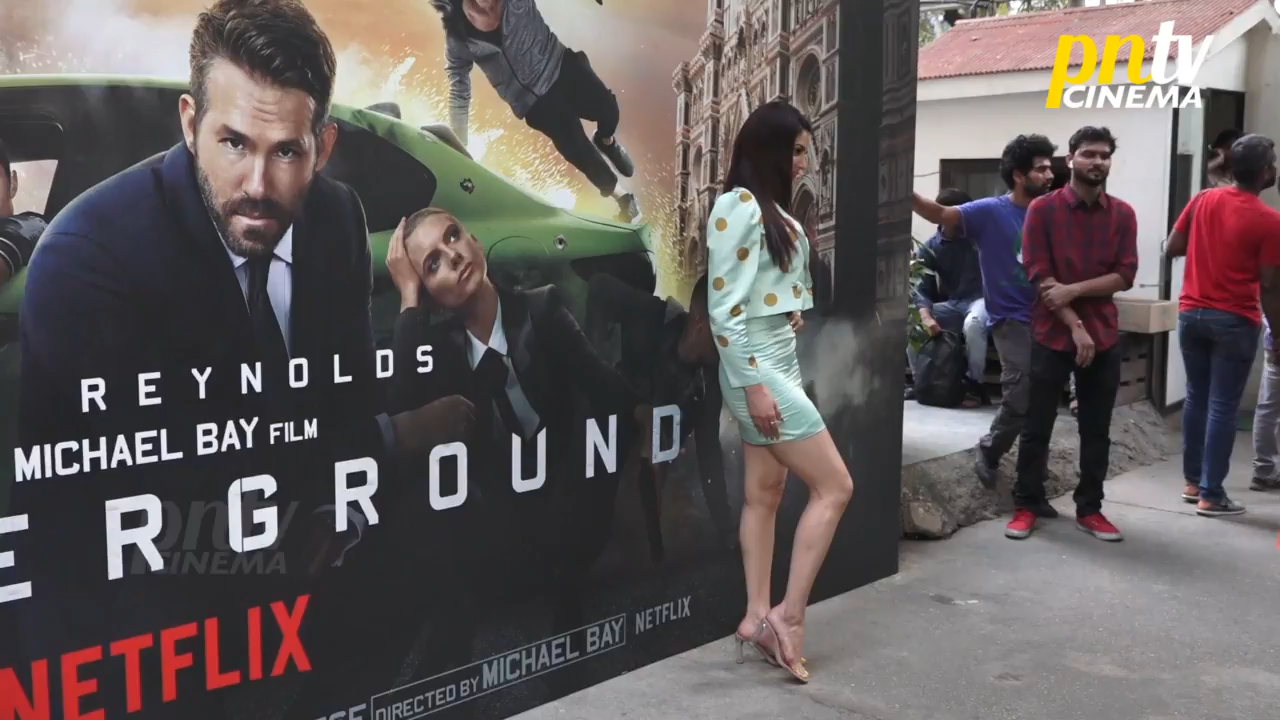 pntv
CINEMA
REYNOLDS
MICHAEL BAY FILM
ERGROUND
pntv
CINEMA
NETFLIX
DIRECTED BY MICHAEL BAY NETFLIX